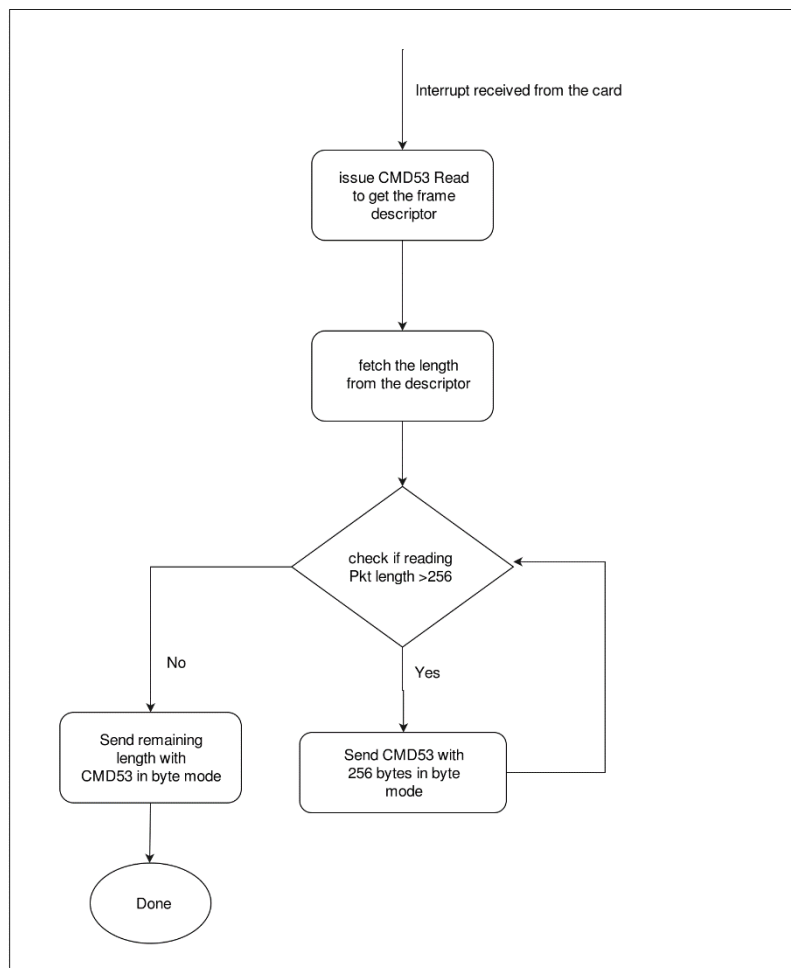 Interrupt received from the card
issue CMD53 Read
to get the frame
descriptor
fetch the length
from the descriptor
check if reading
Pkt length >256
No
Yes
Send remaining
length with
CMD53 in byte mode
Send CMD53 with
256 bytes in byte
mode
Done